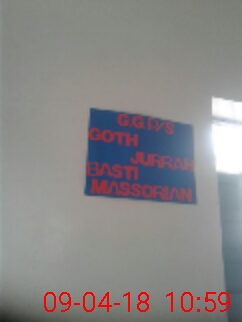 G.G.P/S
GOTH
JURRAH
BASTI
MASSORIAN
09-04-18 10:59